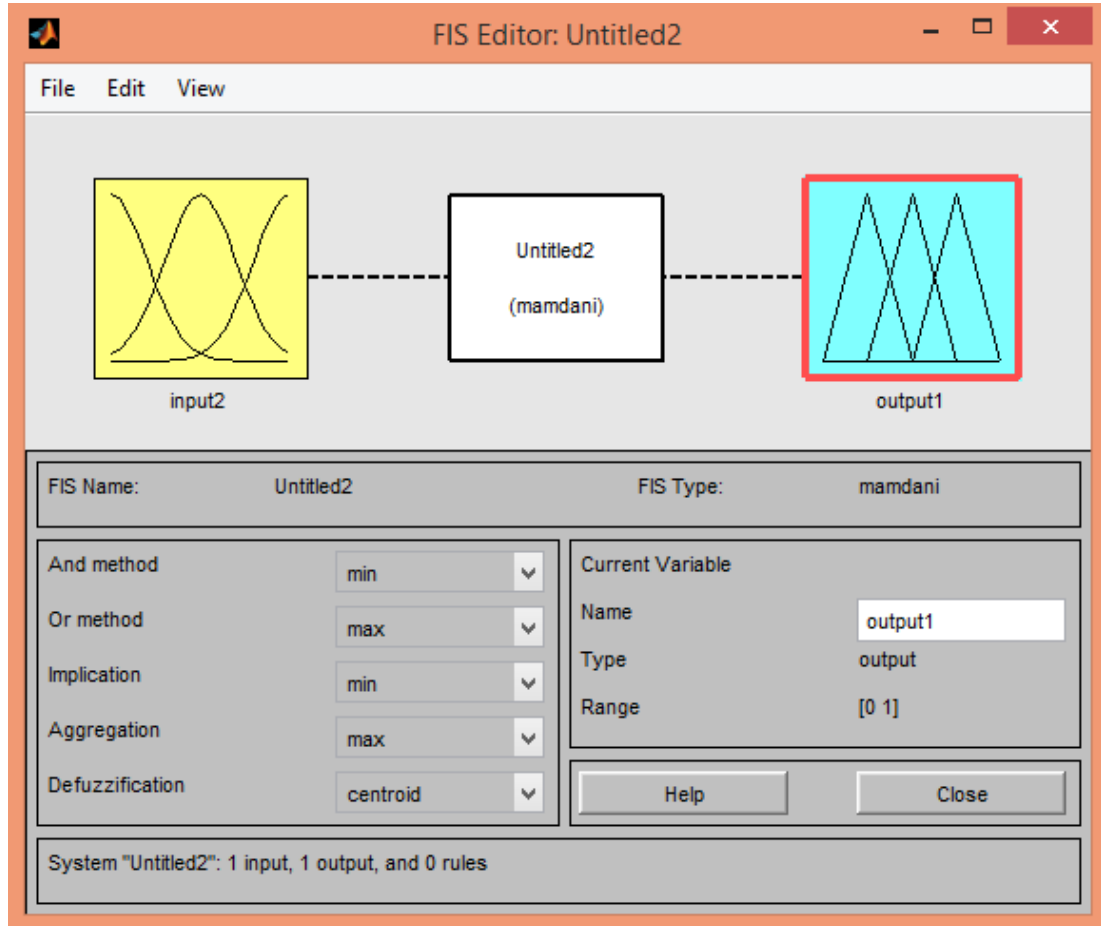 FIS Editor: Untitled2
File Edit View
Untitled2
(mamdani)
input2
output1
FIS Name: Untitled2 FIS Type: mamdani
And method min
Or method max
Implication min
Aggregation max
Defuzzification centroid
Current Variable
Name output1
Type output
Range [0 1]
Help Close
System "Untitled2": 1 input, 1 output, and 0 rules